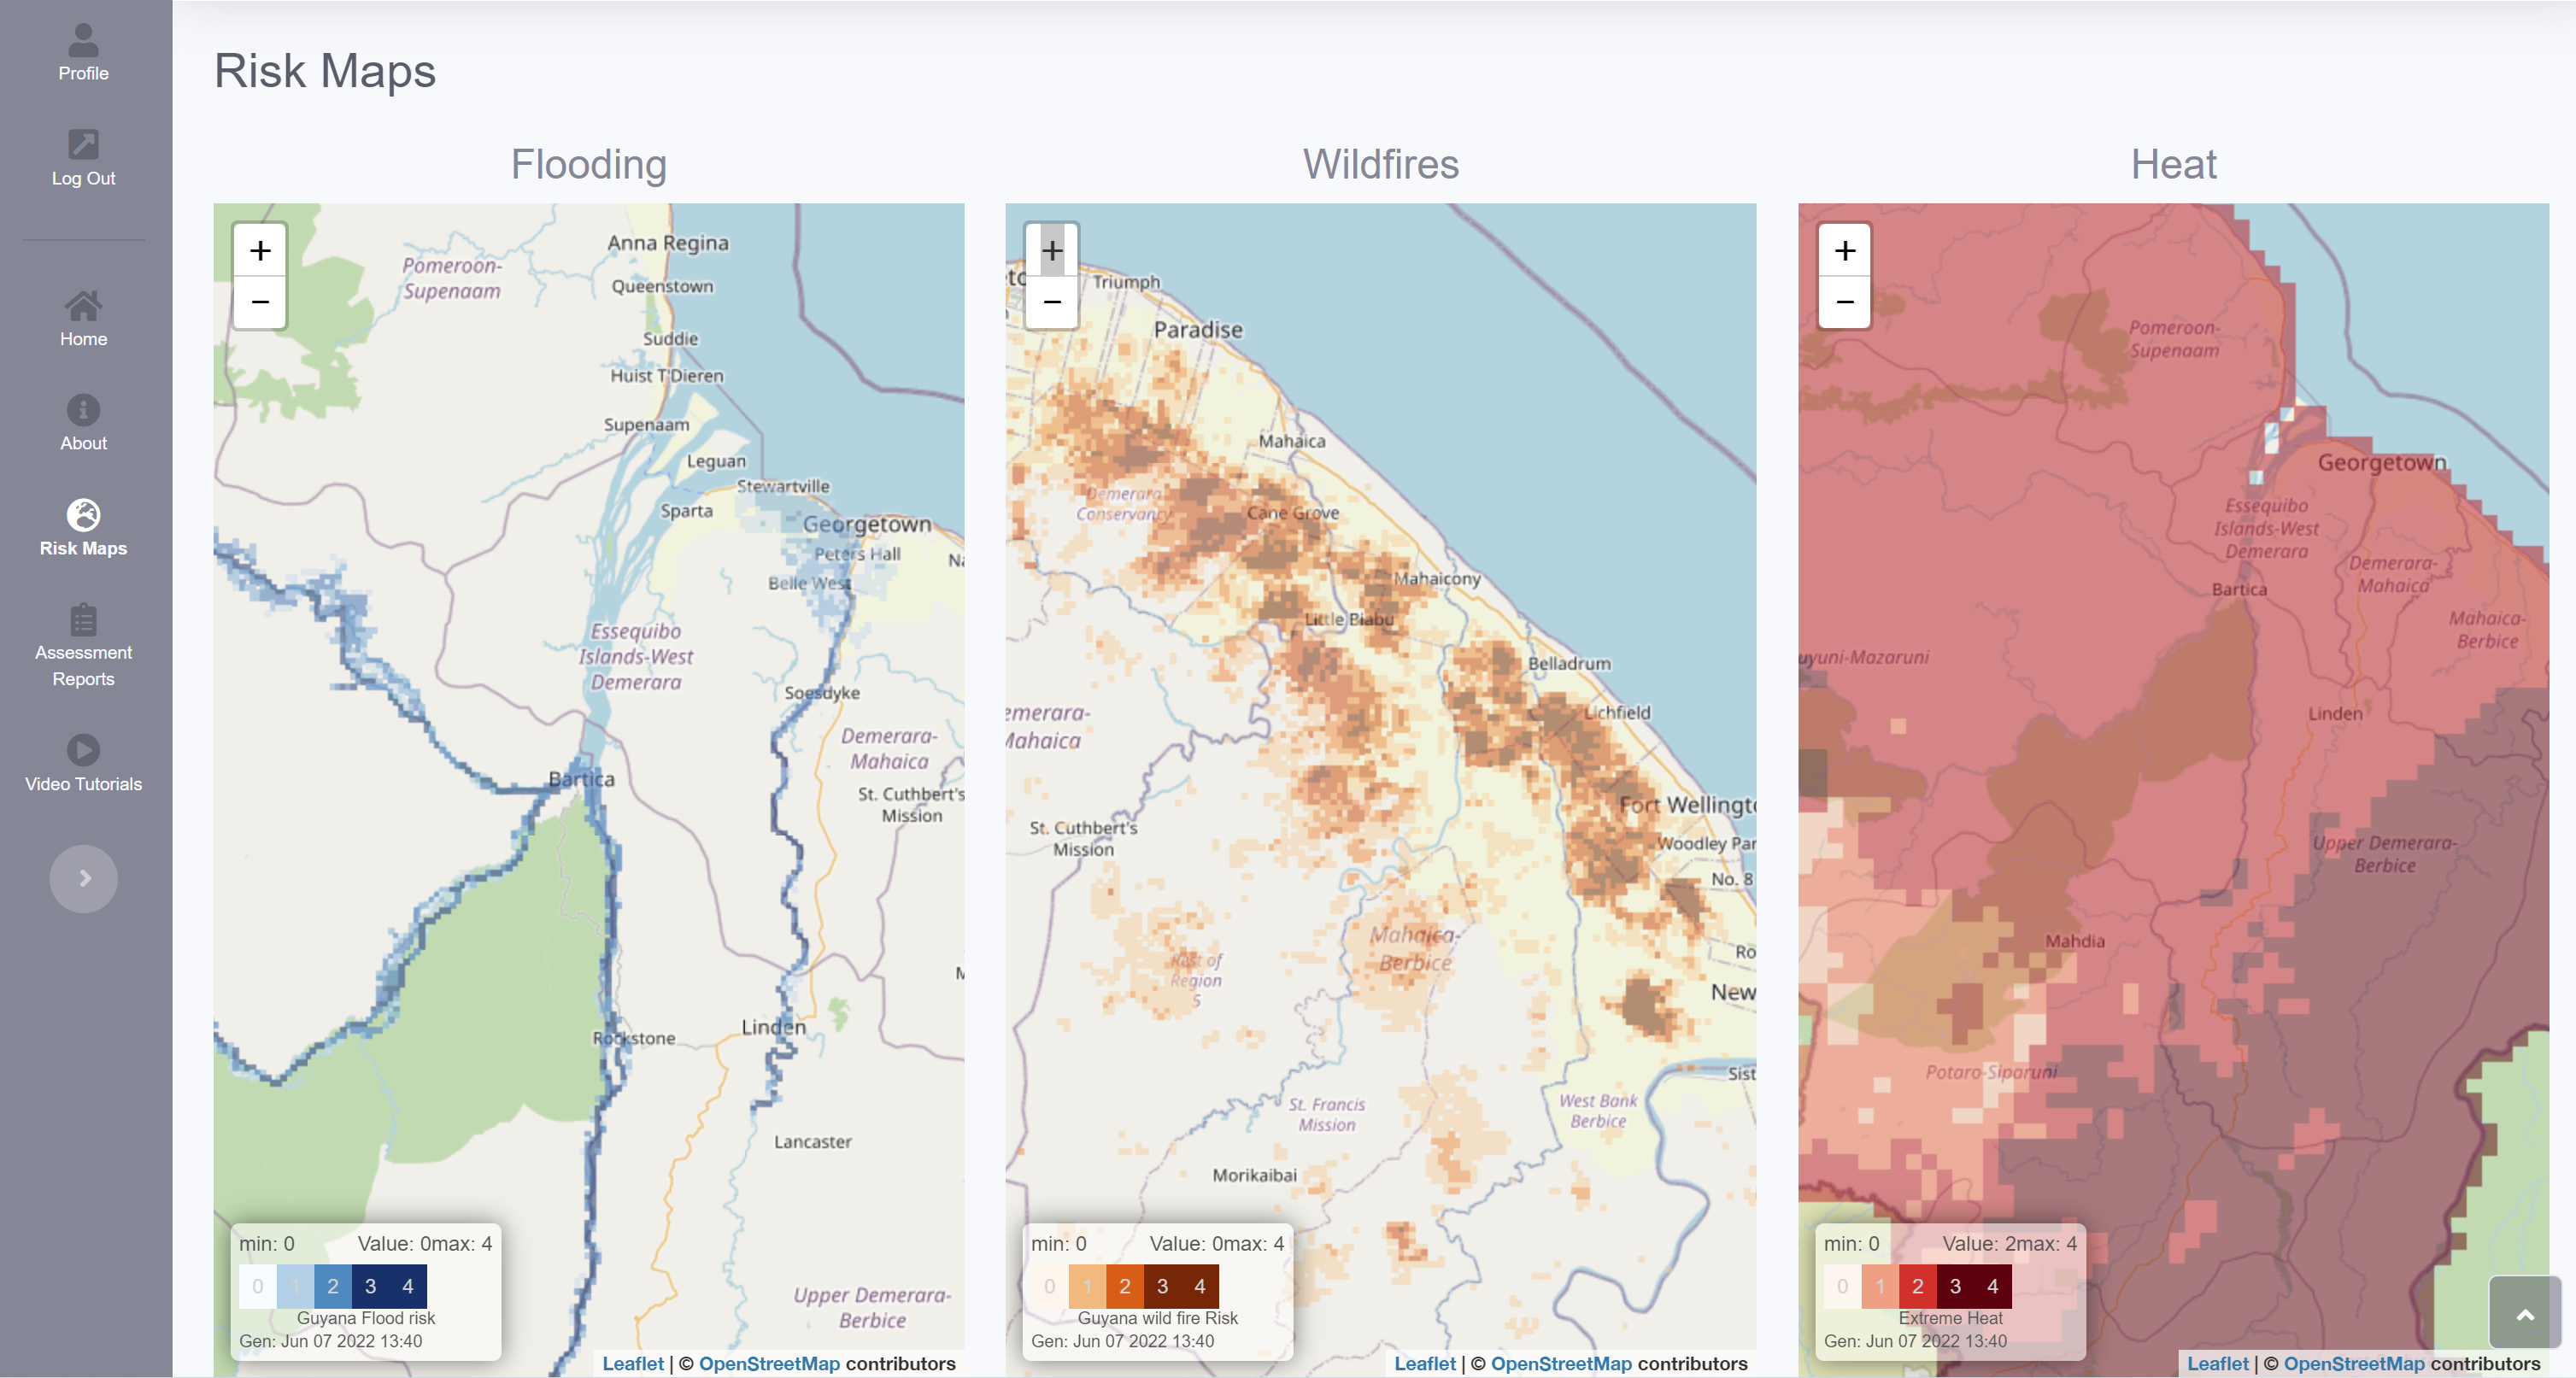 Profile
Log Out
Home
About
Risk Maps
Assessment
Reports
Video Tutorials
Risk Maps
Flooding
Wildfires
Heat
+
−
Anna Regina
Pomeroon-
Supenaam
Queenstown
Suddie
Huist T'Dieren
Supenaam
Leguan
Stewartville
Sparta
Georgetown
Peters Hall
Na
Belle West
Essequibo
Islands-West
Demerara
Soesdyke
Demerara-
Mahaica
Bartica
St. Cuthbert's
Mission
Rockstone
Linden
Lancaster
Upper Demerara-
Berbice
min: 0 Value: 0max: 4
0 1 2 3 4
Guyana Flood risk
Gen: Jun 07 2022 13:40
Leaflet | © OpenStreetMap contributors
+
−
Triumph
Paradise
Mahaica
Demerara
Conservancy
Cane Grove
Mahaicony
Little Biabu
Belladrum
Lichfield
emerara-
Mahaica
Fort Wellingto
St. Cuthbert's
Mission
Woodley Par
No. 8
Mahaica-
Berbice
Rest of
Region
5
Ro
New
Sist
St. Francis
Mission
West Bank
Berbice
Morikaibai
min: 0 Value: 0max: 4
0 1 2 3 4
Guyana wild fire Risk
Gen: Jun 07 2022 13:40
Leaflet | © OpenStreetMap contributors
+
−
Pomeroon-
Supenaam
Georgetown
Essequibo
Islands-West
Demerara
Demerara-
Mahaica
Bartica
Mahaica-
Berbice
uyuni-Mazaruni
Linden
Upper Demerara-
Berbice
Mahdia
Potaro-Siparuni
min: 0 Value: 2max: 4
0 1 2 3 4
Extreme Heat
Gen: Jun 07 2022 13:40
Leaflet | © OpenStreetMap contributors